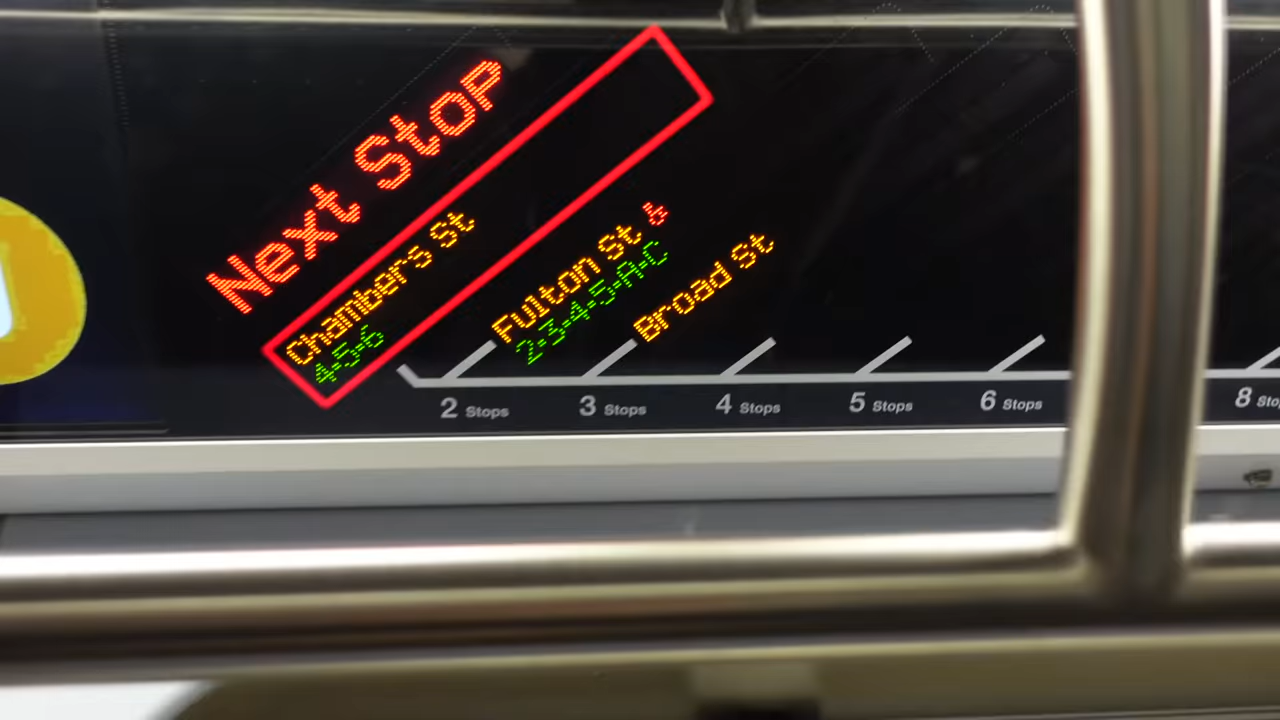 Next Stop
Chambers St
4•5•6
Fulton St ♿
2•3•4•5•A•C
Broad St
2 Stops
3 Stops
4 Stops
5 Stops
6 Stops
8